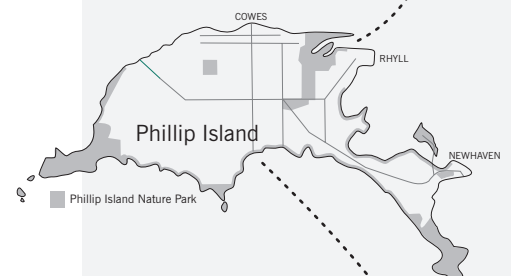 COWES
RHYLL
Phillip Island
NEWHAVEN
Phillip Island Nature Park